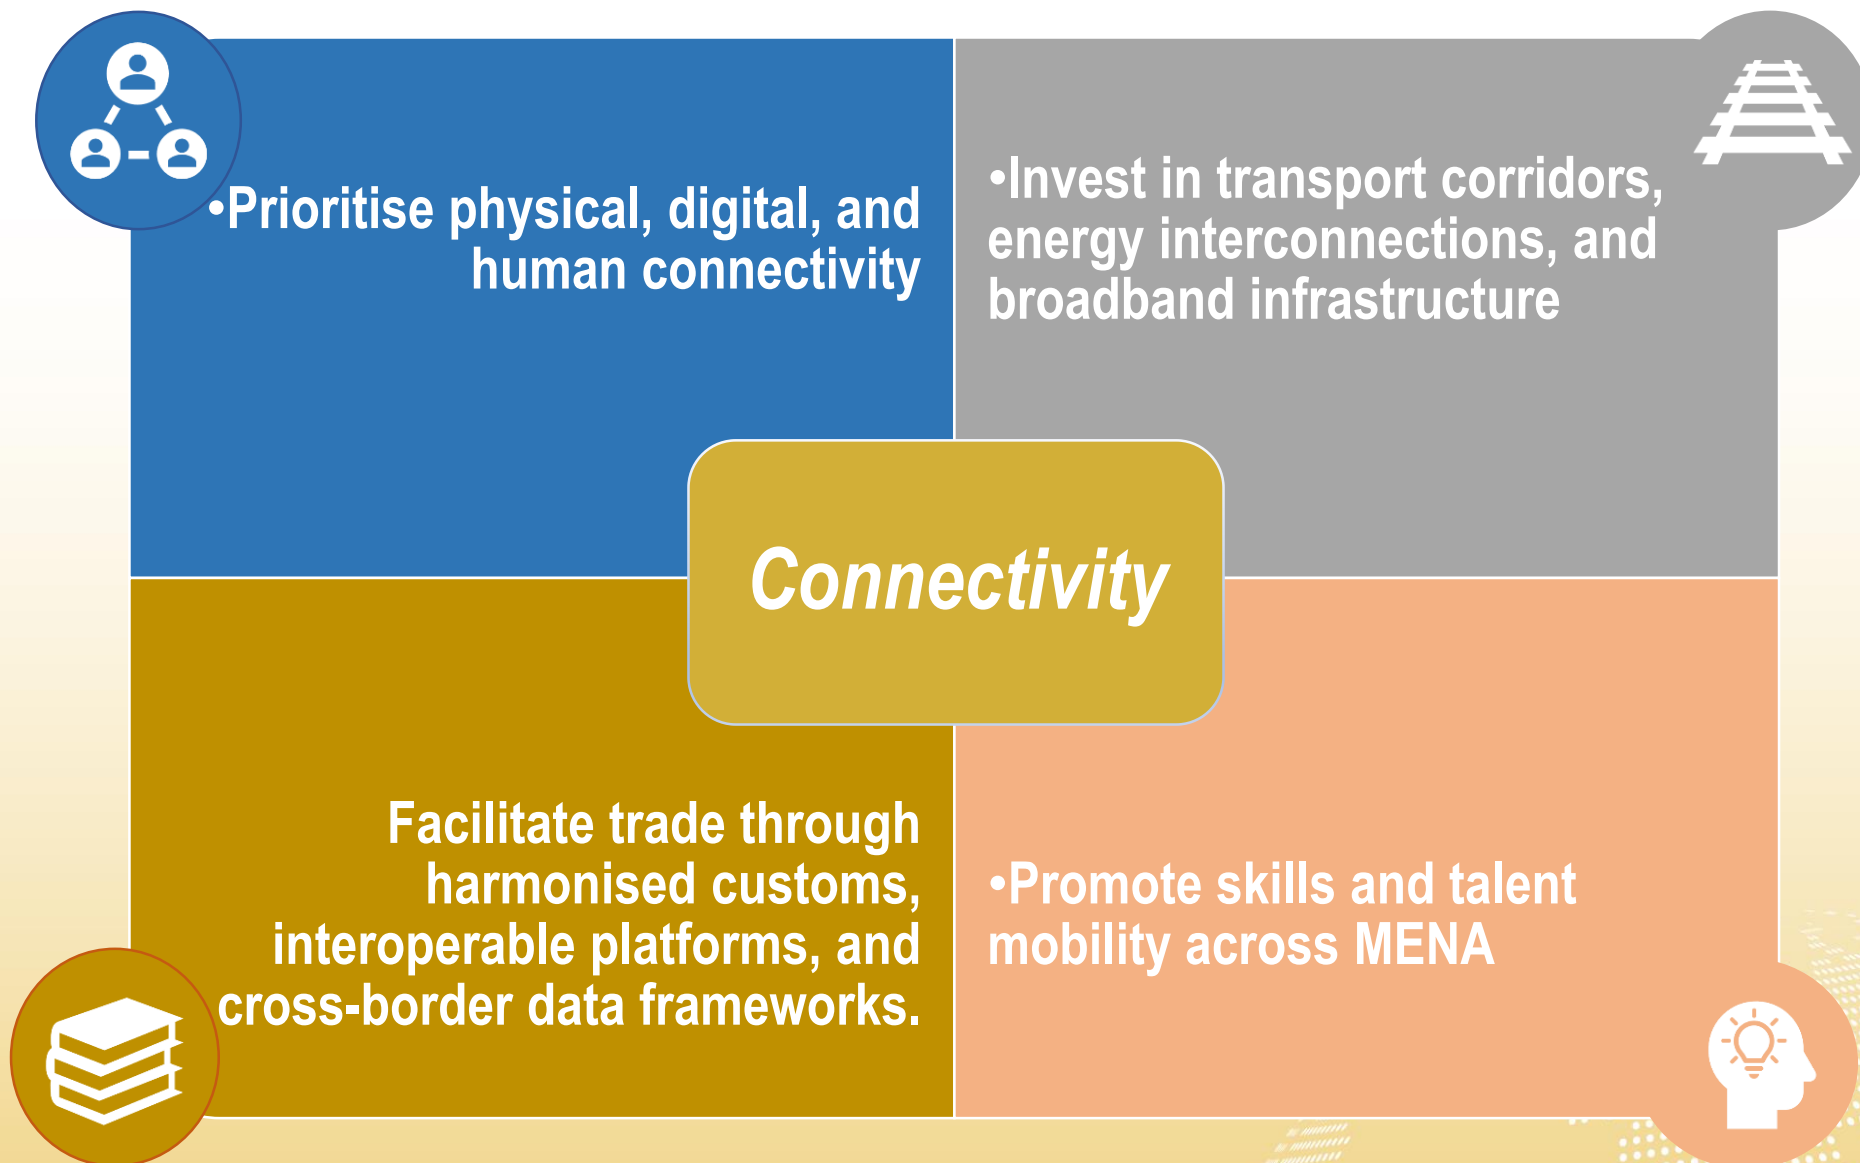 •Prioritise physical, digital, and
human connectivity
•Invest in transport corridors,
energy interconnections, and
broadband infrastructure
Connectivity
Facilitate trade through
harmonised customs,
interoperable platforms, and
cross-border data frameworks.
•Promote skills and talent
mobility across MENA